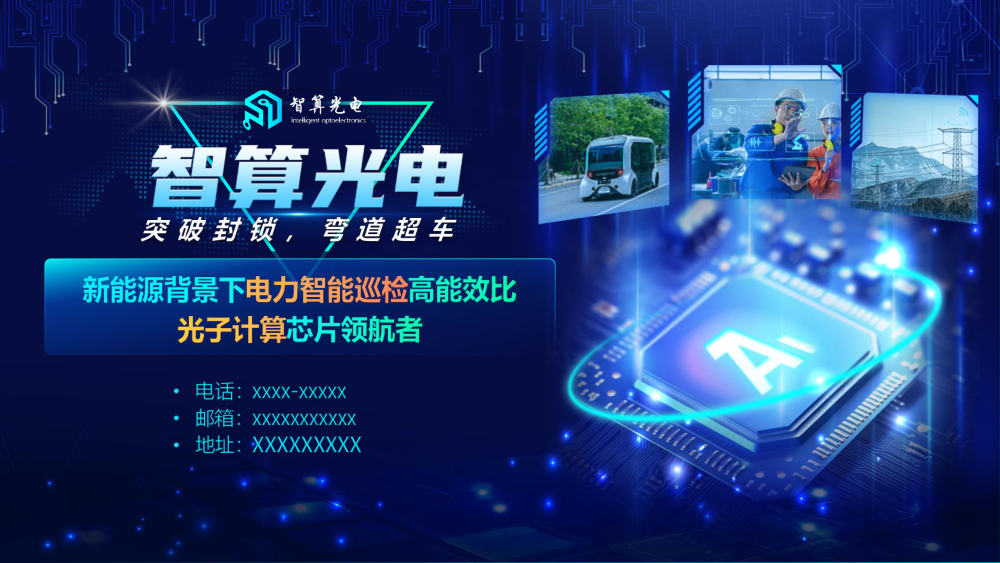 智算光电
Intelligent optoelectronics
智算光电
突破封锁，弯道超车
新能源背景下电力智能巡检高能效比
光子计算芯片领航者
• 电话：xxxx-xxxxx
• 邮箱：xxxxxxxxxxx
• 地址：XXXXXXXXX
Ai